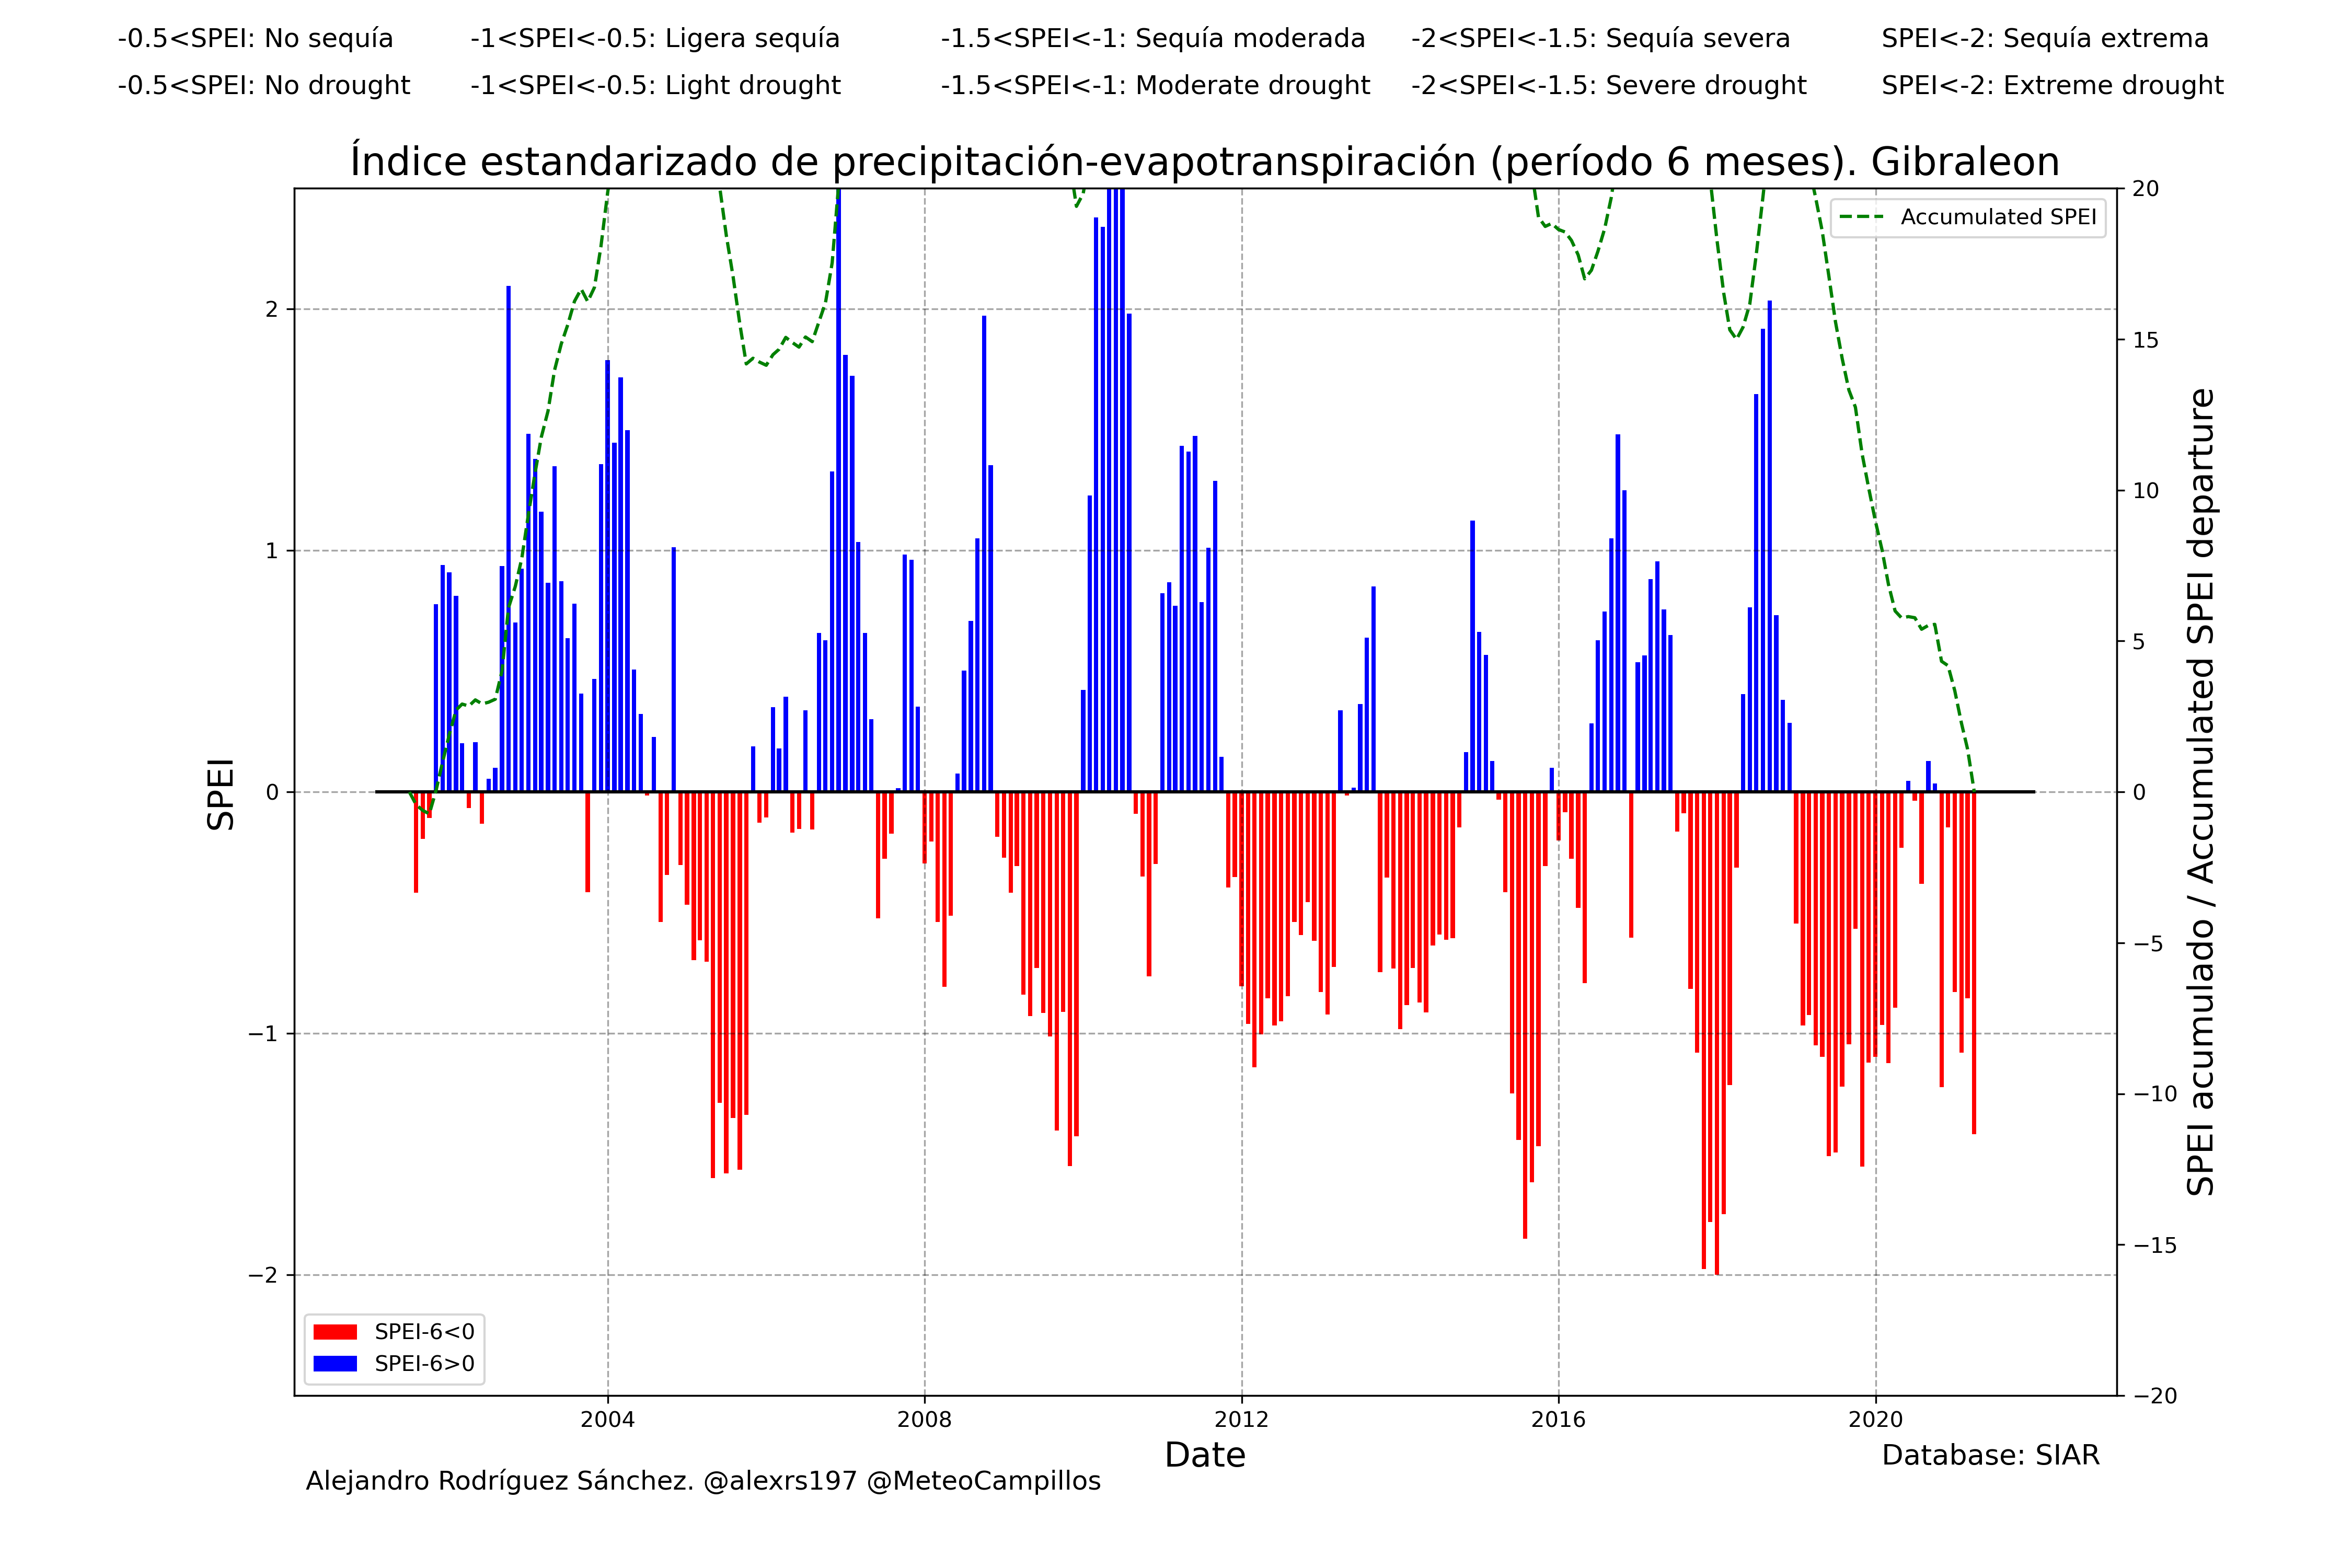 -0.5<SPEI: No sequía -1<SPEI<-0.5: Ligera sequía -1.5<SPEI<-1: Sequía moderada -2<SPEI<-1.5: Sequía severa SPEI<-2: Sequía extrema
-0.5<SPEI: No drought -1<SPEI<-0.5: Light drought -1.5<SPEI<-1: Moderate drought -2<SPEI<-1.5: Severe drought SPEI<-2: Extreme drought
Índice estandarizado de precipitación-evapotranspiración (período 6 meses). Gibraleon
Accumulated SPEI
SPEI
2
1
0
−1
−2
20
15
10
5
0
−5
−10
−15
−20
SPEI acumulado / Accumulated SPEI departure
SPEI-6<0
SPEI-6>0
2004 2008 2012 2016 2020
Date
Database: SIAR
Alejandro Rodríguez Sánchez. @alexrs197 @MeteoCampillos